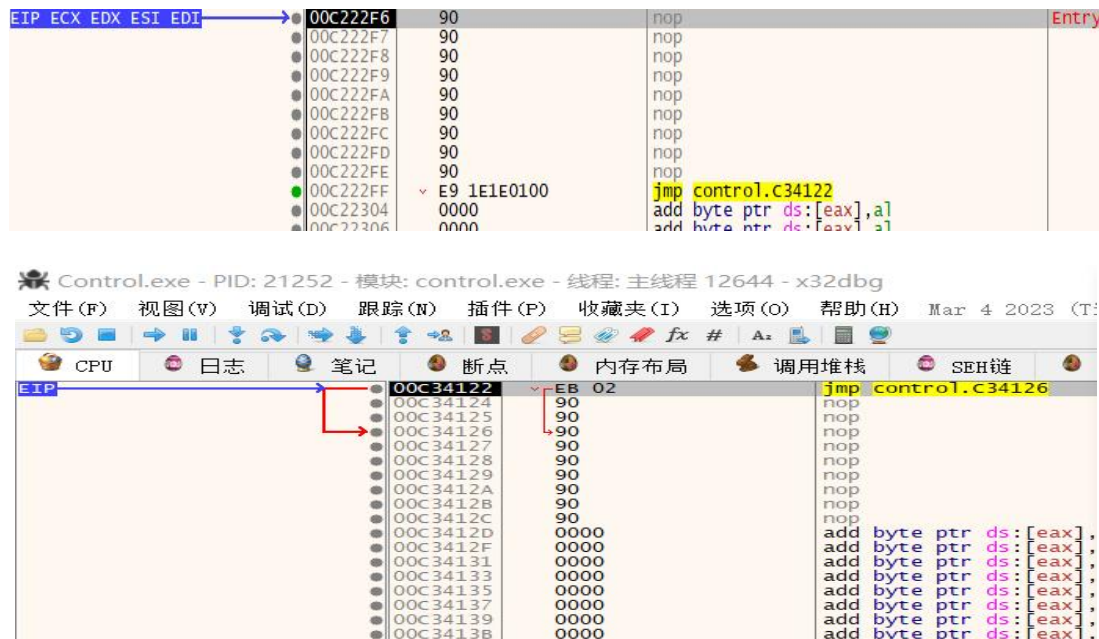 EIP ECX EDX ESI EDI 00C222F6 90 nop Entry
00C222F7 90 nop
00C222F8 90 nop
00C222F9 90 nop
00C222FA 90 nop
00C222FB 90 nop
00C222FC 90 nop
00C222FD 90 nop
00C222FE 90 nop
00C222FF E9 1E1E0100 jmp control.C34122
00C22304 0000 add byte ptr ds:[eax],al
00C22306 0000 add byte ptr ds:[eax],al
Control.exe - PID: 21252 - 模块: control.exe - 线程: 主线程 12644 - x32dbg
文件(F) 视图(V) 调试(D) 跟踪(N) 插件(P) 收藏夹(I) 选项(O) 帮助(H) Mar 4 2023 (Ti
CPU 日志 笔记 断点 内存布局 调用堆栈 SEH链
EIP 00C34122 EB 02 jmp control.C34126
00C34124 90 nop
00C34125 90 nop
00C34126 90 nop
00C34127 90 nop
00C34128 90 nop
00C34129 90 nop
00C3412A 90 nop
00C3412B 90 nop
00C3412C 90 nop
00C3412D 0000 add byte ptr ds:[eax],
00C3412F 0000 add byte ptr ds:[eax],
00C34131 0000 add byte ptr ds:[eax],
00C34133 0000 add byte ptr ds:[eax],
00C34135 0000 add byte ptr ds:[eax],
00C34137 0000 add byte ptr ds:[eax],
00C34139 0000 add byte ptr ds:[eax],
00C3413B 0000 add byte ptr ds:[eax],